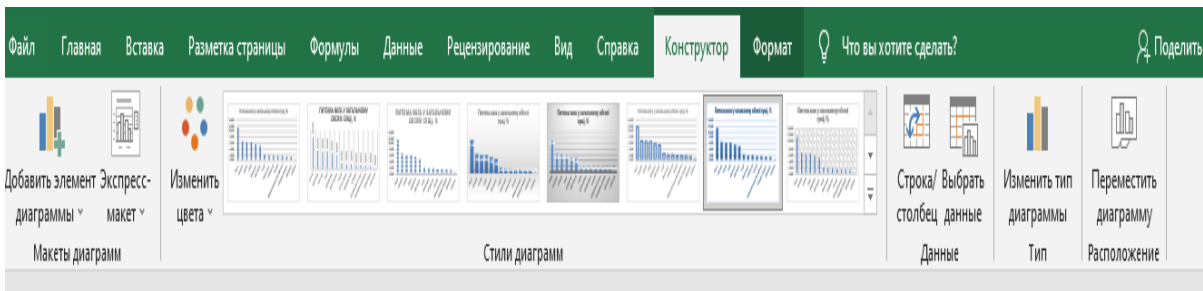 Файл Главная Вставка Разметка страницы Формулы Данные Рецензирование Вид Справка Конструктор Формат Что вы хотите сделать? Поделить
Добавить элемент диаграммы
Экспресс-
макет
Изменить
цвета
Строка/
столбец
Выбрать
данные
Изменить тип
диаграммы
Переместить
диаграмму
Макеты диаграмм Стили диаграмм Данные Тип Расположение